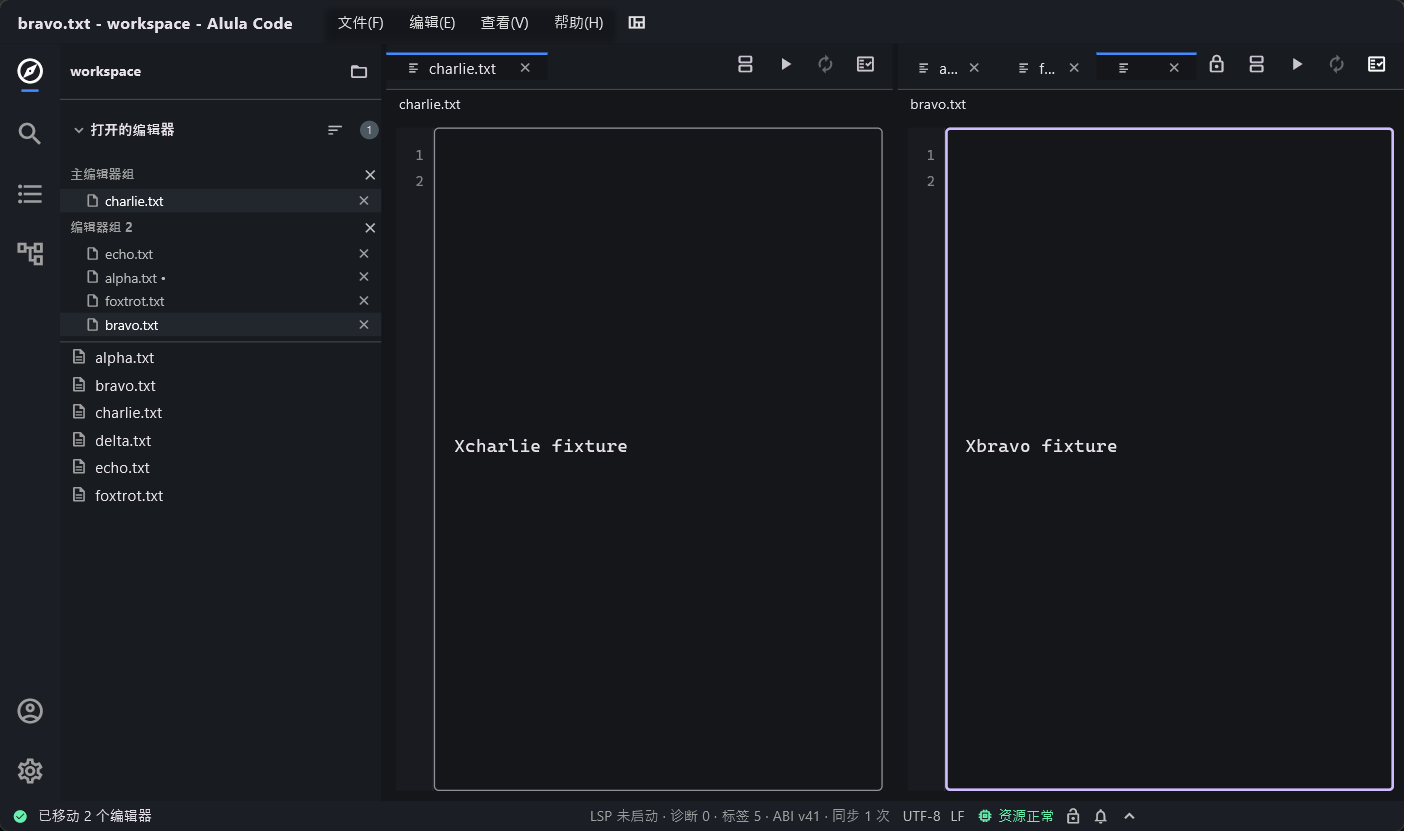 bravo.txt - workspace - Alula Code
文件(F) 编辑(E) 查看(V) 帮助(H)
workspace
打开的编辑器 1
主编辑器组
charlie.txt
编辑器组 2
echo.txt
alpha.txt •
foxtrot.txt
bravo.txt
alpha.txt
bravo.txt
charlie.txt
delta.txt
echo.txt
foxtrot.txt
charlie.txt
charlie.txt
1
2
Xcharlie fixture
a... f...
bravo.txt
1
2
Xbravo fixture
已移动 2 个编辑器
LSP 未启动 · 诊断 0 · 标签 5 · ABI v41 · 同步 1 次 UTF-8 LF 资源正常